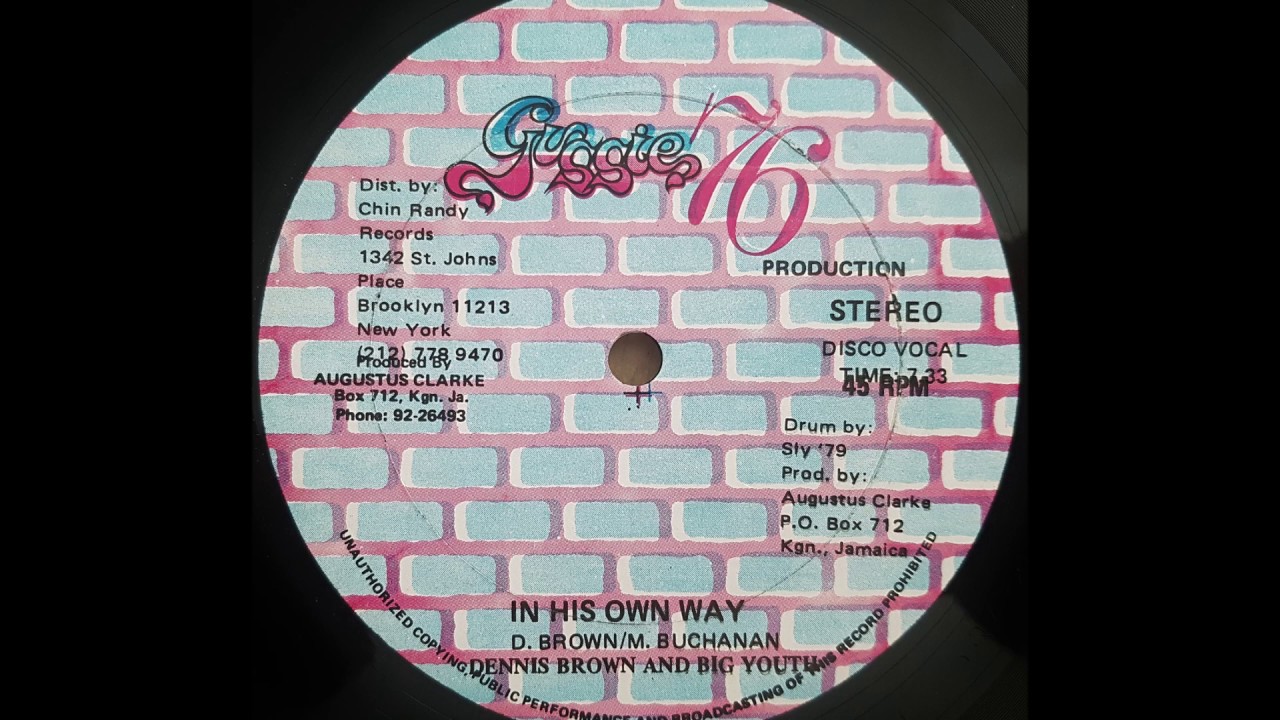 Gussie '76
PRODUCTION
Dist. by:
Chin Randy
Records
1342 St. Johns
Place
Brooklyn 11213
New York
(212) 778 9470
Produced By
AUGUSTUS CLARKE
Box 712, Kgn. Ja.
Phone: 92-26493
STEREO
DISCO VOCAL
TIME: 7.33
45 RPM
Drum by:
Sly '79
Prod. by:
Augustus Clarke
P.O. Box 712
Kgn., Jamaica
IN HIS OWN WAY
D. BROWN/M. BUCHANAN
DENNIS BROWN AND BIG YOUTH
UNAUTHORIZED COPYING, PUBLIC PERFORMANCE AND BROADCASTING OF THIS RECORD PROHIBITED